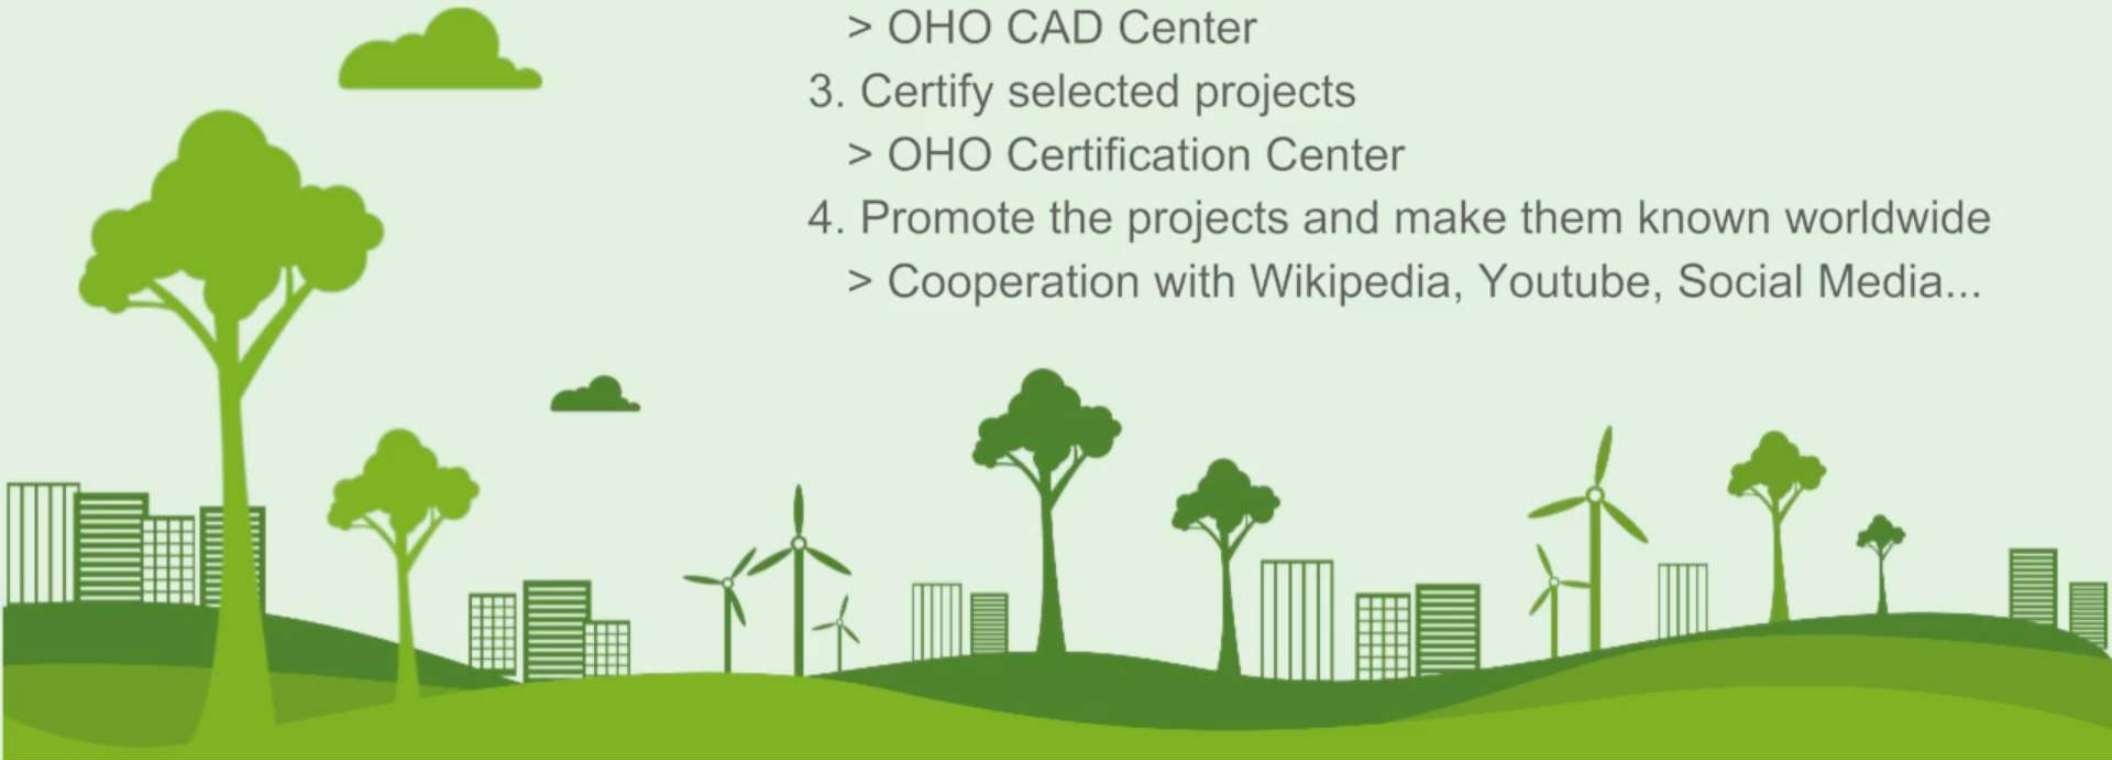 > OHO CAD Center
3. Certify selected projects
> OHO Certification Center
4. Promote the projects and make them known worldwide
> Cooperation with Wikipedia, Youtube, Social Media...